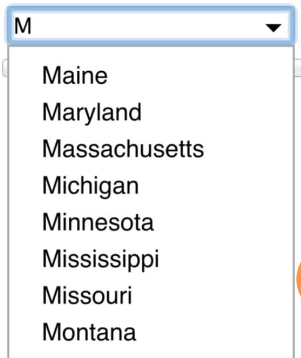 M
Maine
Maryland
Massachusetts
Michigan
Minnesota
Mississippi
Missouri
Montana